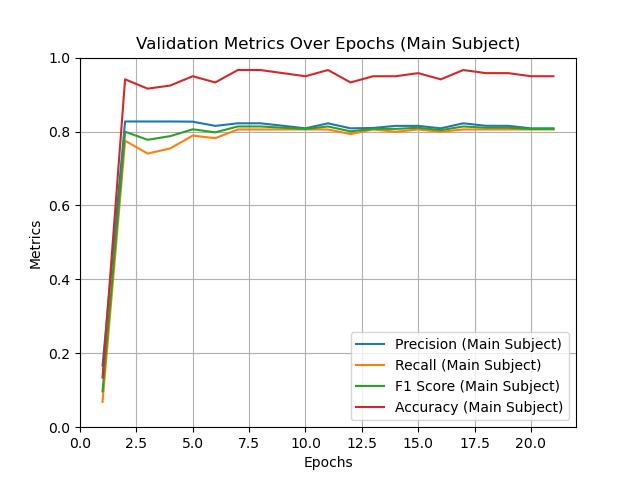 Validation Metrics Over Epochs (Main Subject)
1.0
0.8
0.6
0.4
0.2
0.0
Metrics
Precision (Main Subject)
Recall (Main Subject)
F1 Score (Main Subject)
Accuracy (Main Subject)
0.0 2.5 5.0 7.5 10.0 12.5 15.0 17.5 20.0
Epochs